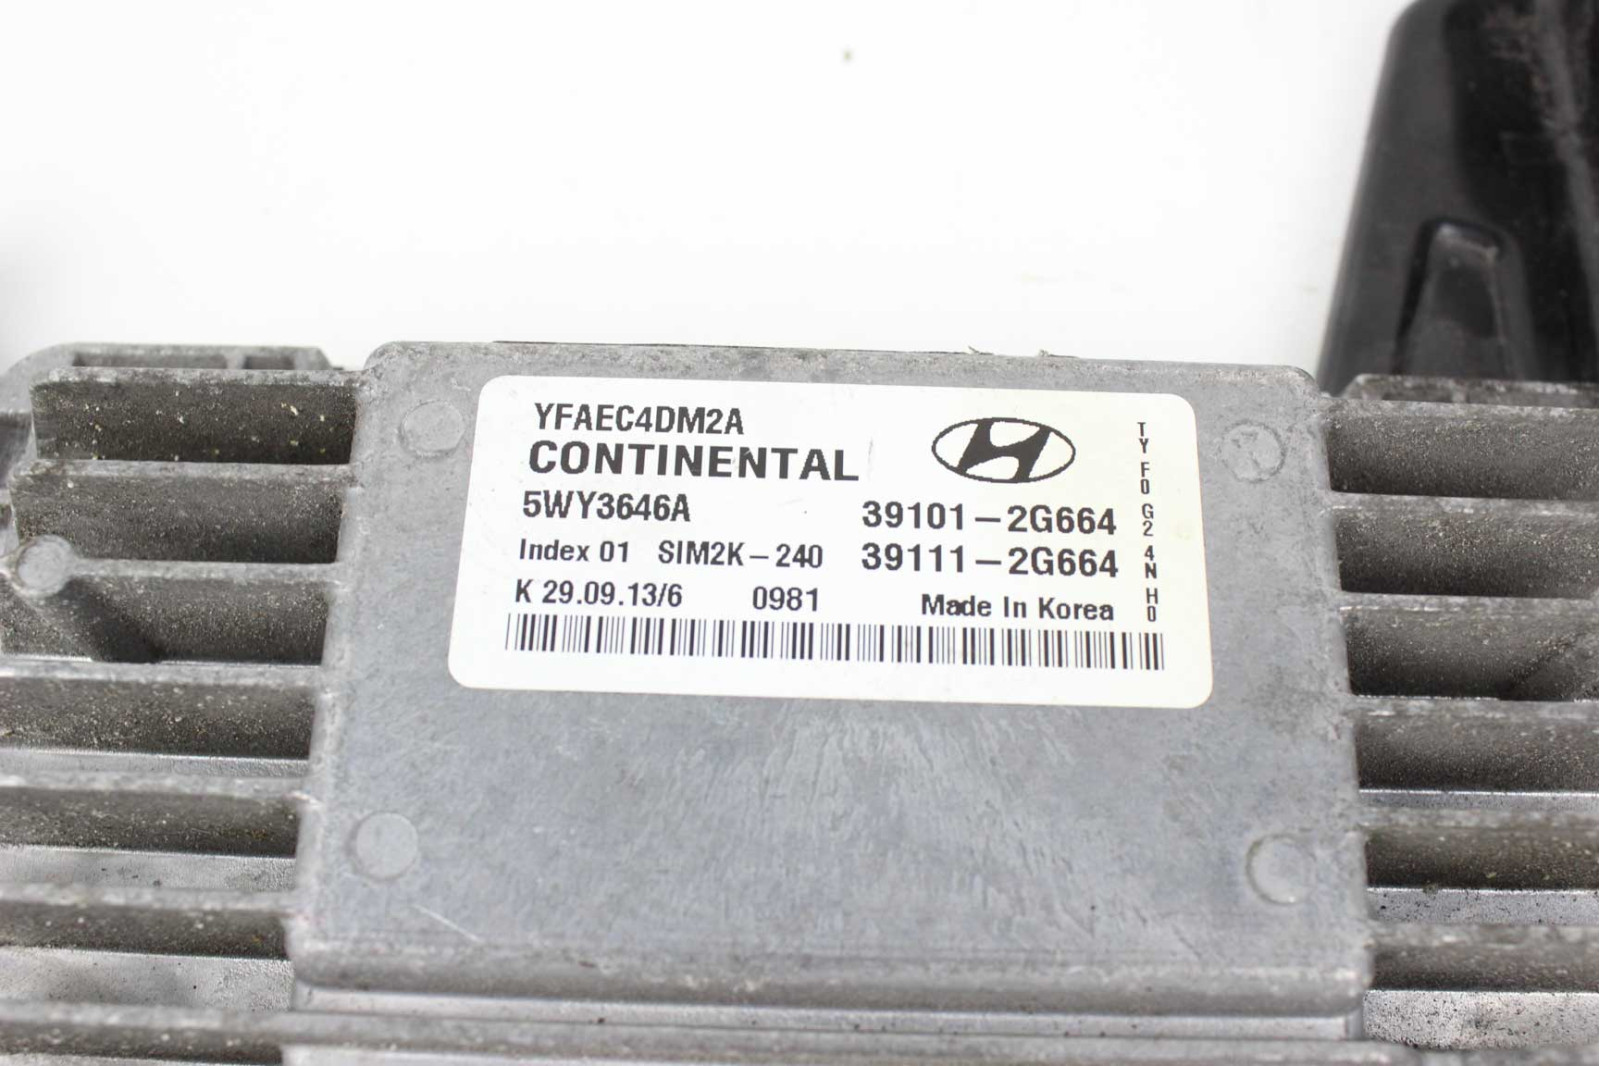 YFAEC4DM2A
CONTINENTAL
5WY3646A 39101-2G664
Index 01 SIM2K-240 39111-2G664
K 29.09.13/6 0981 Made In Korea
TY F0 G2 4N H0